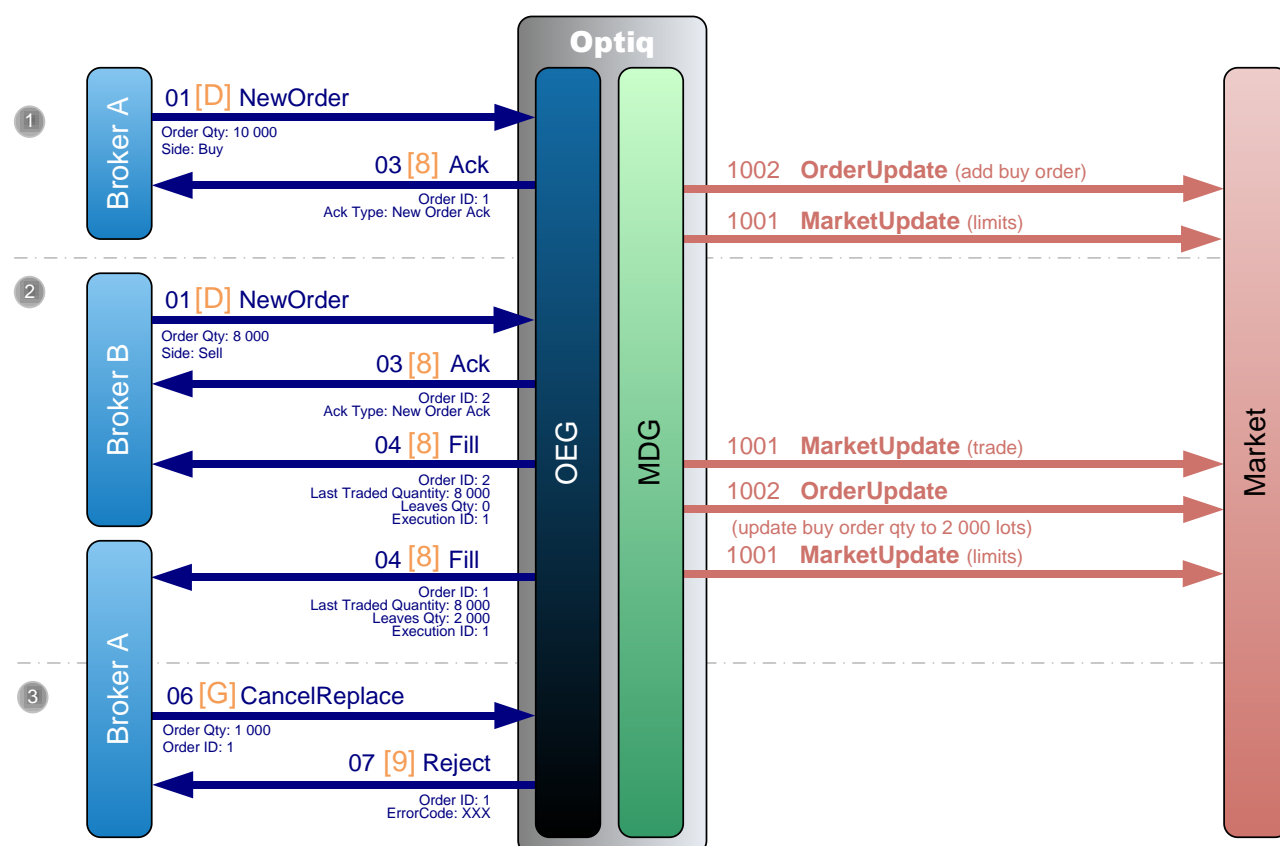 Optiq
1
Broker A
01 [D] NewOrder
Order Qty: 10 000
Side: Buy
03 [8] Ack
Order ID: 1
Ack Type: New Order Ack
1002 OrderUpdate (add buy order)
1001 MarketUpdate (limits)
2
Broker B
01 [D] NewOrder
Order Qty: 8 000
Side: Sell
03 [8] Ack
Order ID: 2
Ack Type: New Order Ack
04 [8] Fill
Order ID: 2
Last Traded Quantity: 8 000
Leaves Qty: 0
Execution ID: 1
OEG
MDG
1001 MarketUpdate (trade)
1002 OrderUpdate
(update buy order qty to 2 000 lots)
1001 MarketUpdate (limits)
Market
Broker A
04 [8] Fill
Order ID: 1
Last Traded Quantity: 8 000
Leaves Qty: 2 000
Execution ID: 1
3
06 [G] CancelReplace
Order Qty: 1 000
Order ID: 1
07 [9] Reject
Order ID: 1
ErrorCode: XXX